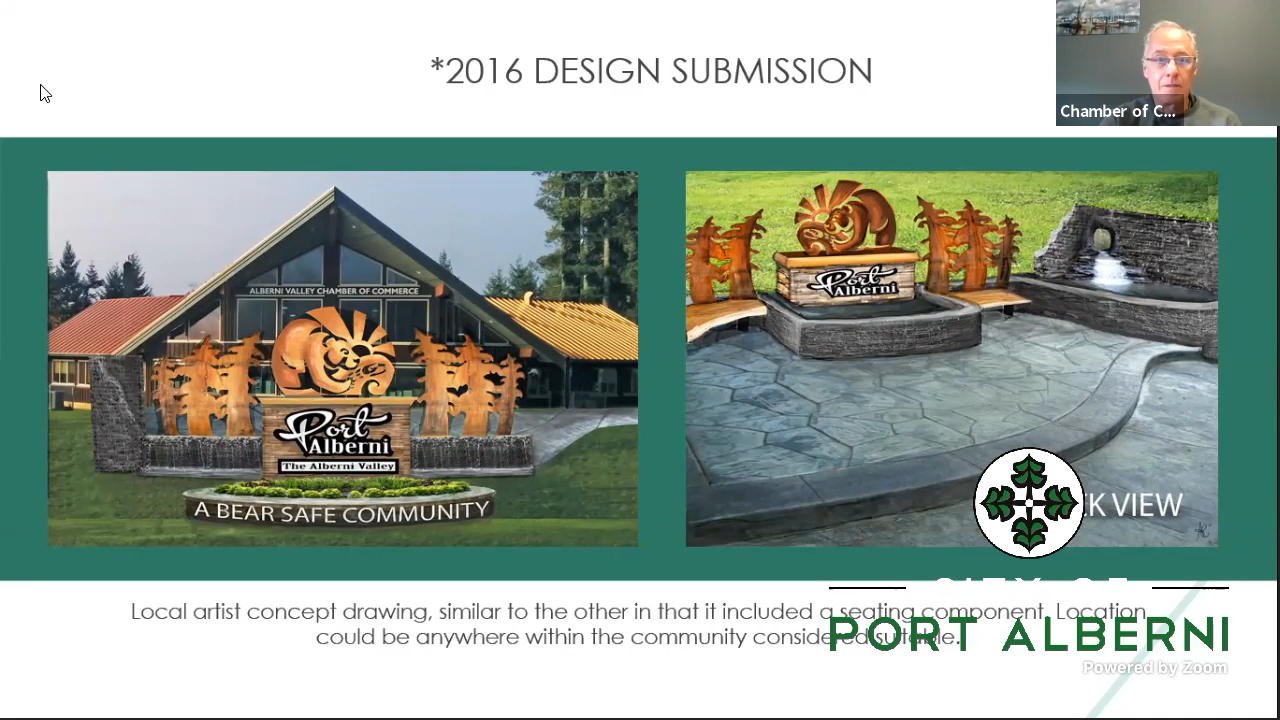 *2016 DESIGN SUBMISSION
Chamber of C...
ALBERNI VALLEY CHAMBER OF COMMERCE
Port
Alberni
The Alberni Valley
A BEAR SAFE COMMUNITY
Port
Alberni
VIEW
CITY OF
Local artist concept drawing, similar to the other in that it included a seating component. Location
could be anywhere within the community considered suitable.
PORT ALBERNI
Powered by Zoom